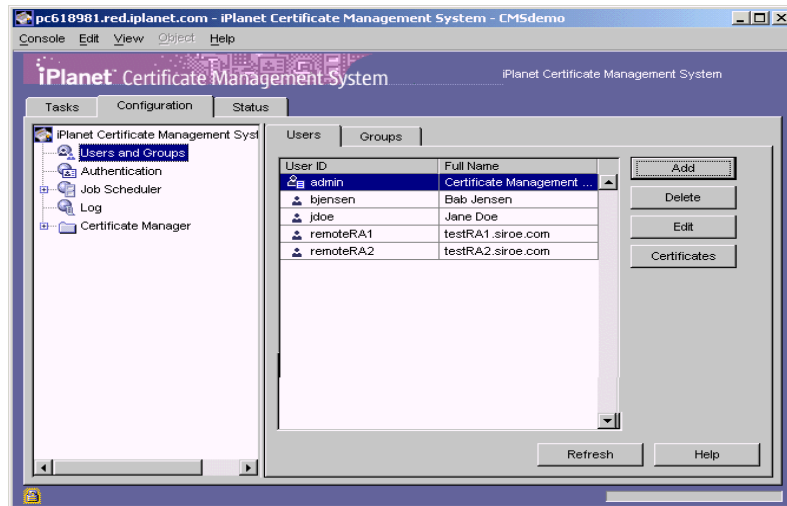 pc618981.red.iplanet.com - iPlanet Certificate Management System - CMSdemo
Console Edit View Object Help
iPlanet Certificate Management System
iPlanet Certificate Management System
Tasks Configuration Status
iPlanet Certificate Management Syst
Users and Groups
Authentication
Job Scheduler
Log
Certificate Manager
Users Groups
User ID Full Name
admin Certificate Management ...
bjensen Bab Jensen
jdoe Jane Doe
remoteRA1 testRA1.siroe.com
remoteRA2 testRA2.siroe.com
Add
Delete
Edit
Certificates
Refresh Help